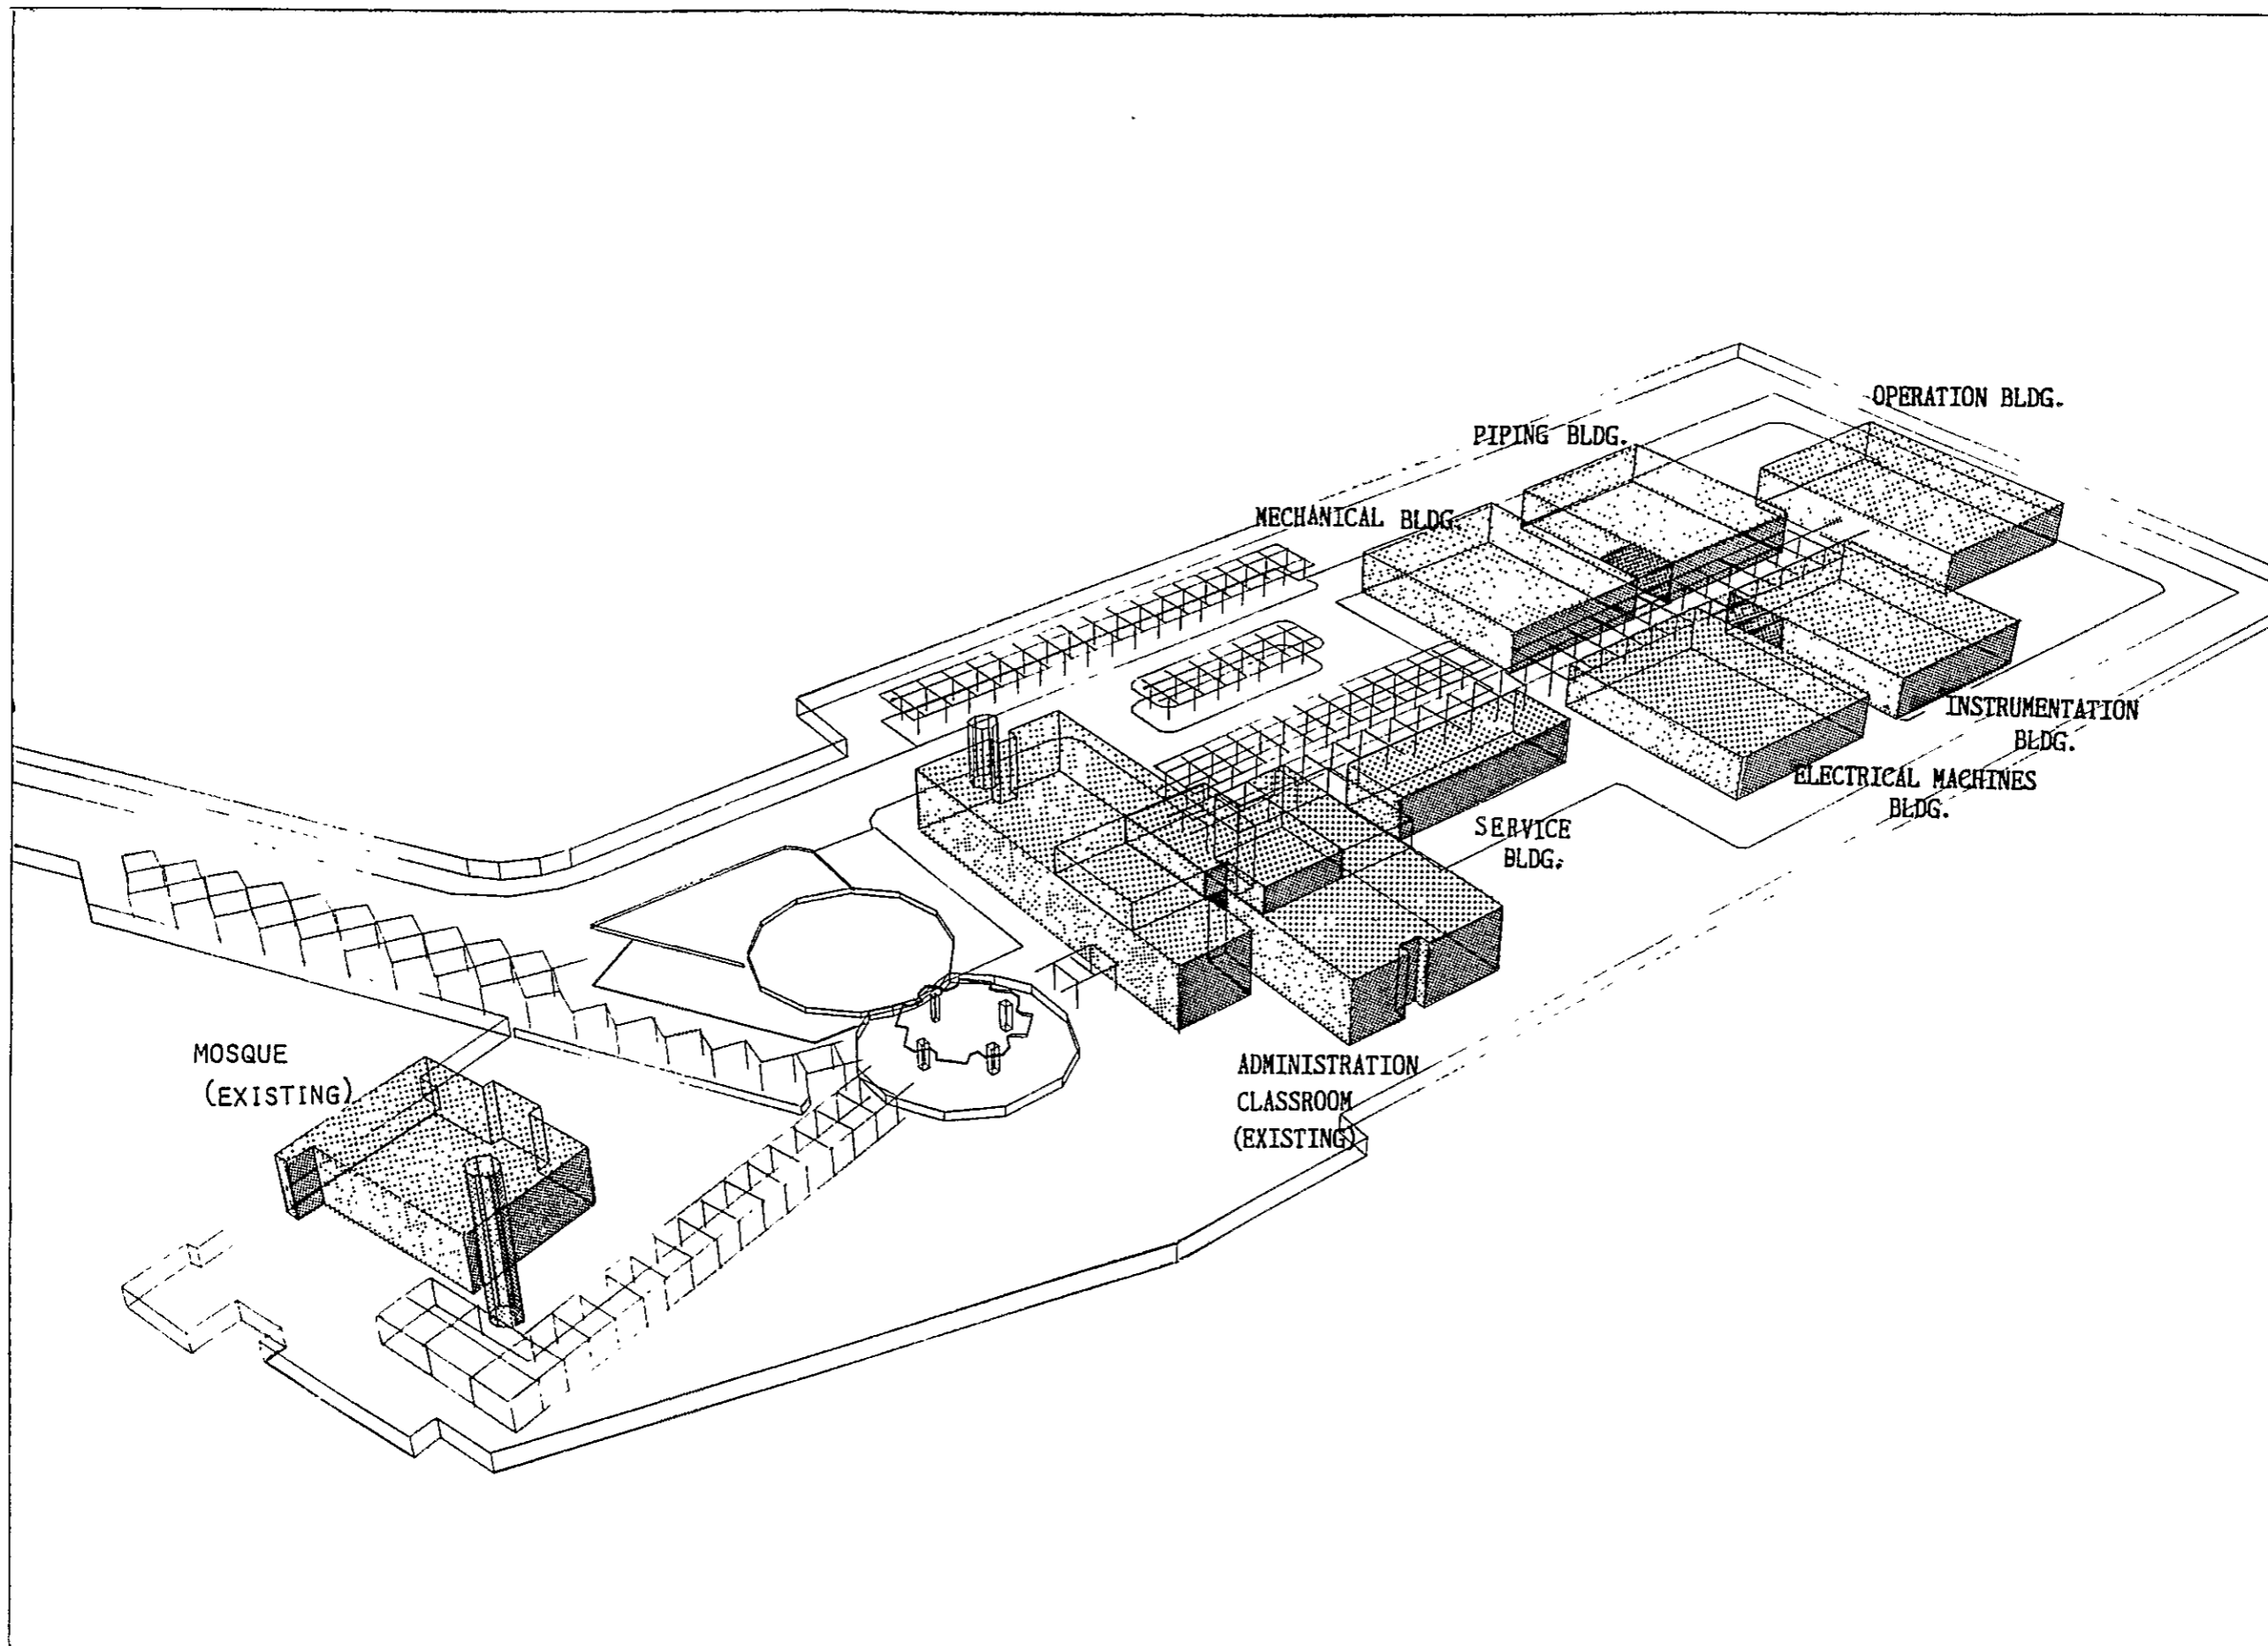 OPERATION BLDG.
PIPING BLDG.
MECHANICAL BLDG.
INSTRUMENTATION
BLDG.
ELECTRICAL MACHINES
BLDG.
SERVICE
BLDG.
MOSQUE
(EXISTING)
ADMINISTRATION
CLASSROOM
(EXISTING)